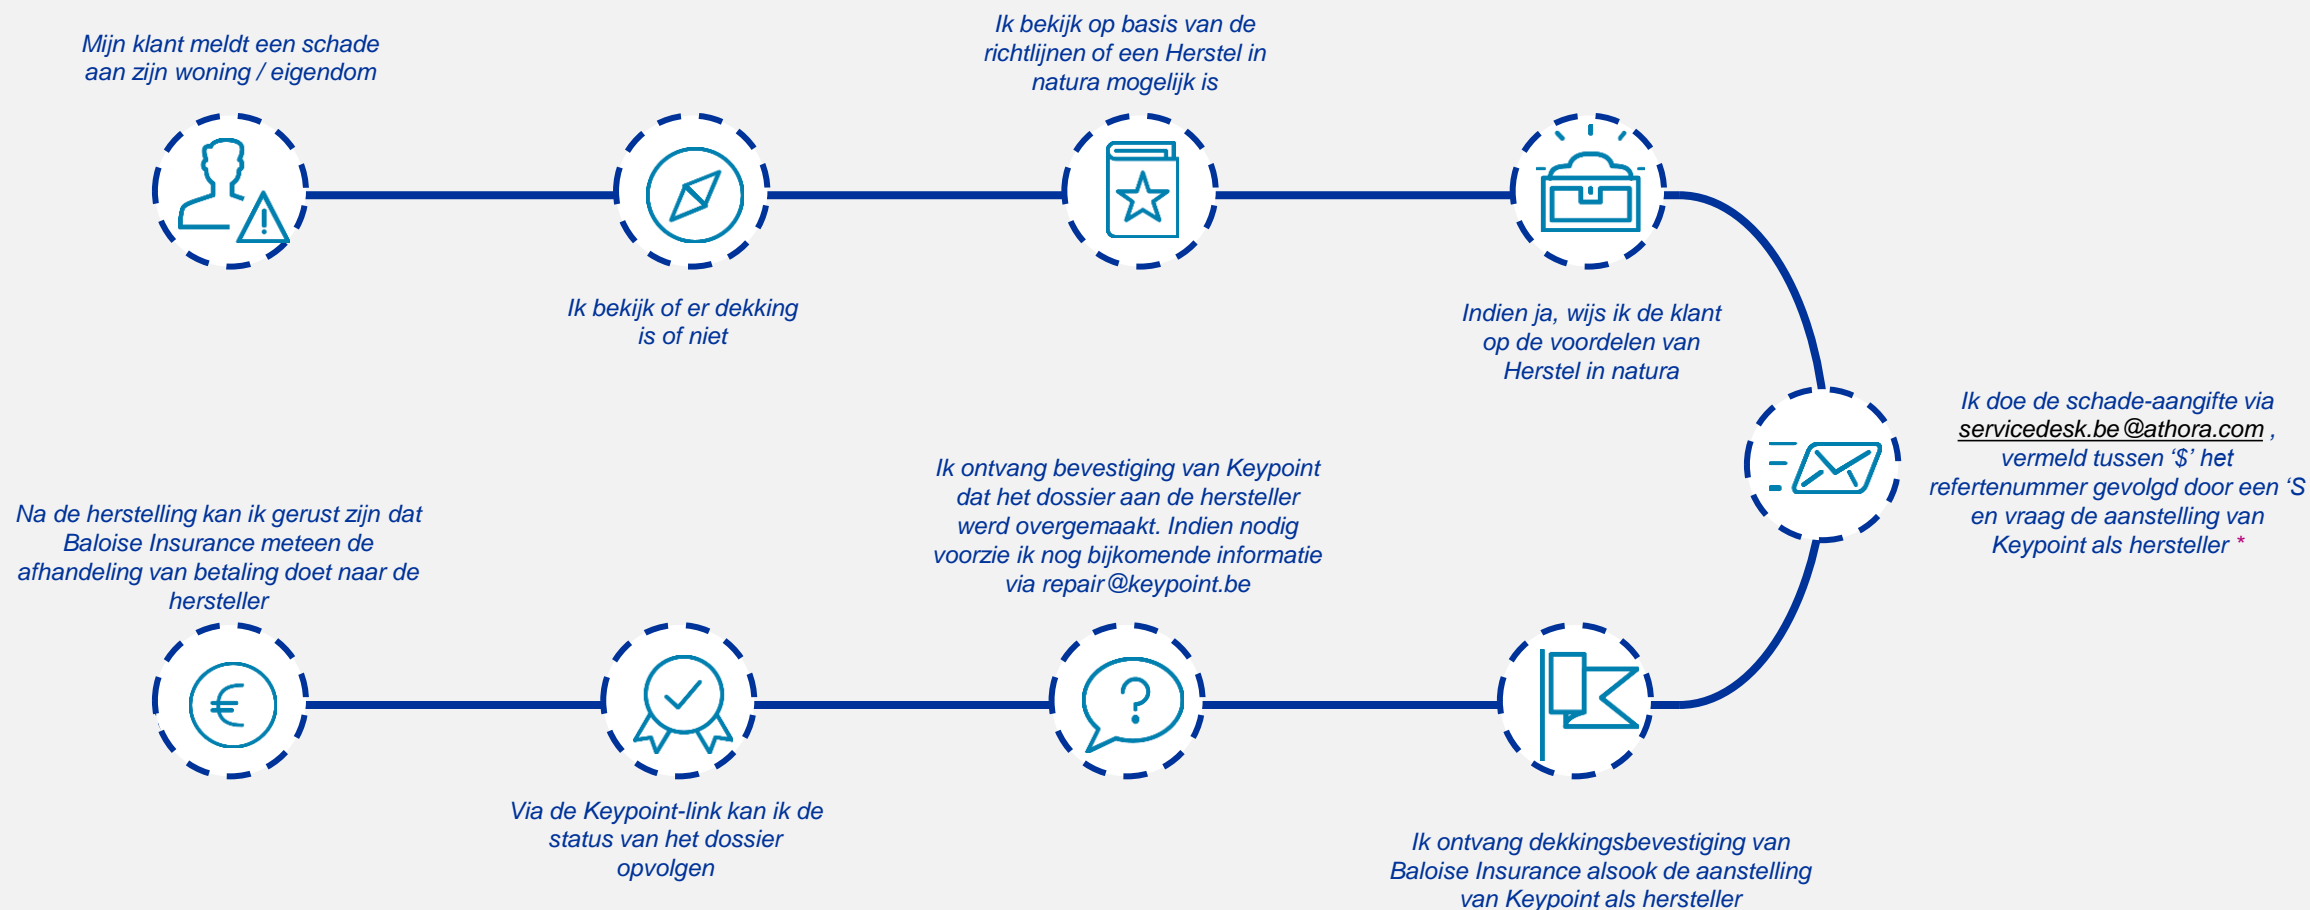 Mijn klant meldt een schade
aan zijn woning / eigendom
Ik bekijk of er dekking
is of niet
Ik bekijk op basis van de
richtlijnen of een Herstel in
natura mogelijk is
Indien ja, wijs ik de klant
op de voordelen van
Herstel in natura
Ik doe de schade-aangifte via
servicedesk.be@athora.com ,
vermeld tussen ‘$’ het
refertenummer gevolgd door een ‘S
en vraag de aanstelling van
Keypoint als hersteller *
Ik ontvang dekkingsbevestiging van
Baloise Insurance alsook de aanstelling
van Keypoint als hersteller
Ik ontvang bevestiging van Keypoint
dat het dossier aan de hersteller
werd overgemaakt. Indien nodig
voorzie ik nog bijkomende informatie
via repair@keypoint.be
Via de Keypoint-link kan ik de
status van het dossier
opvolgen
Na de herstelling kan ik gerust zijn dat
Baloise Insurance meteen de
afhandeling van betaling doet naar de
hersteller